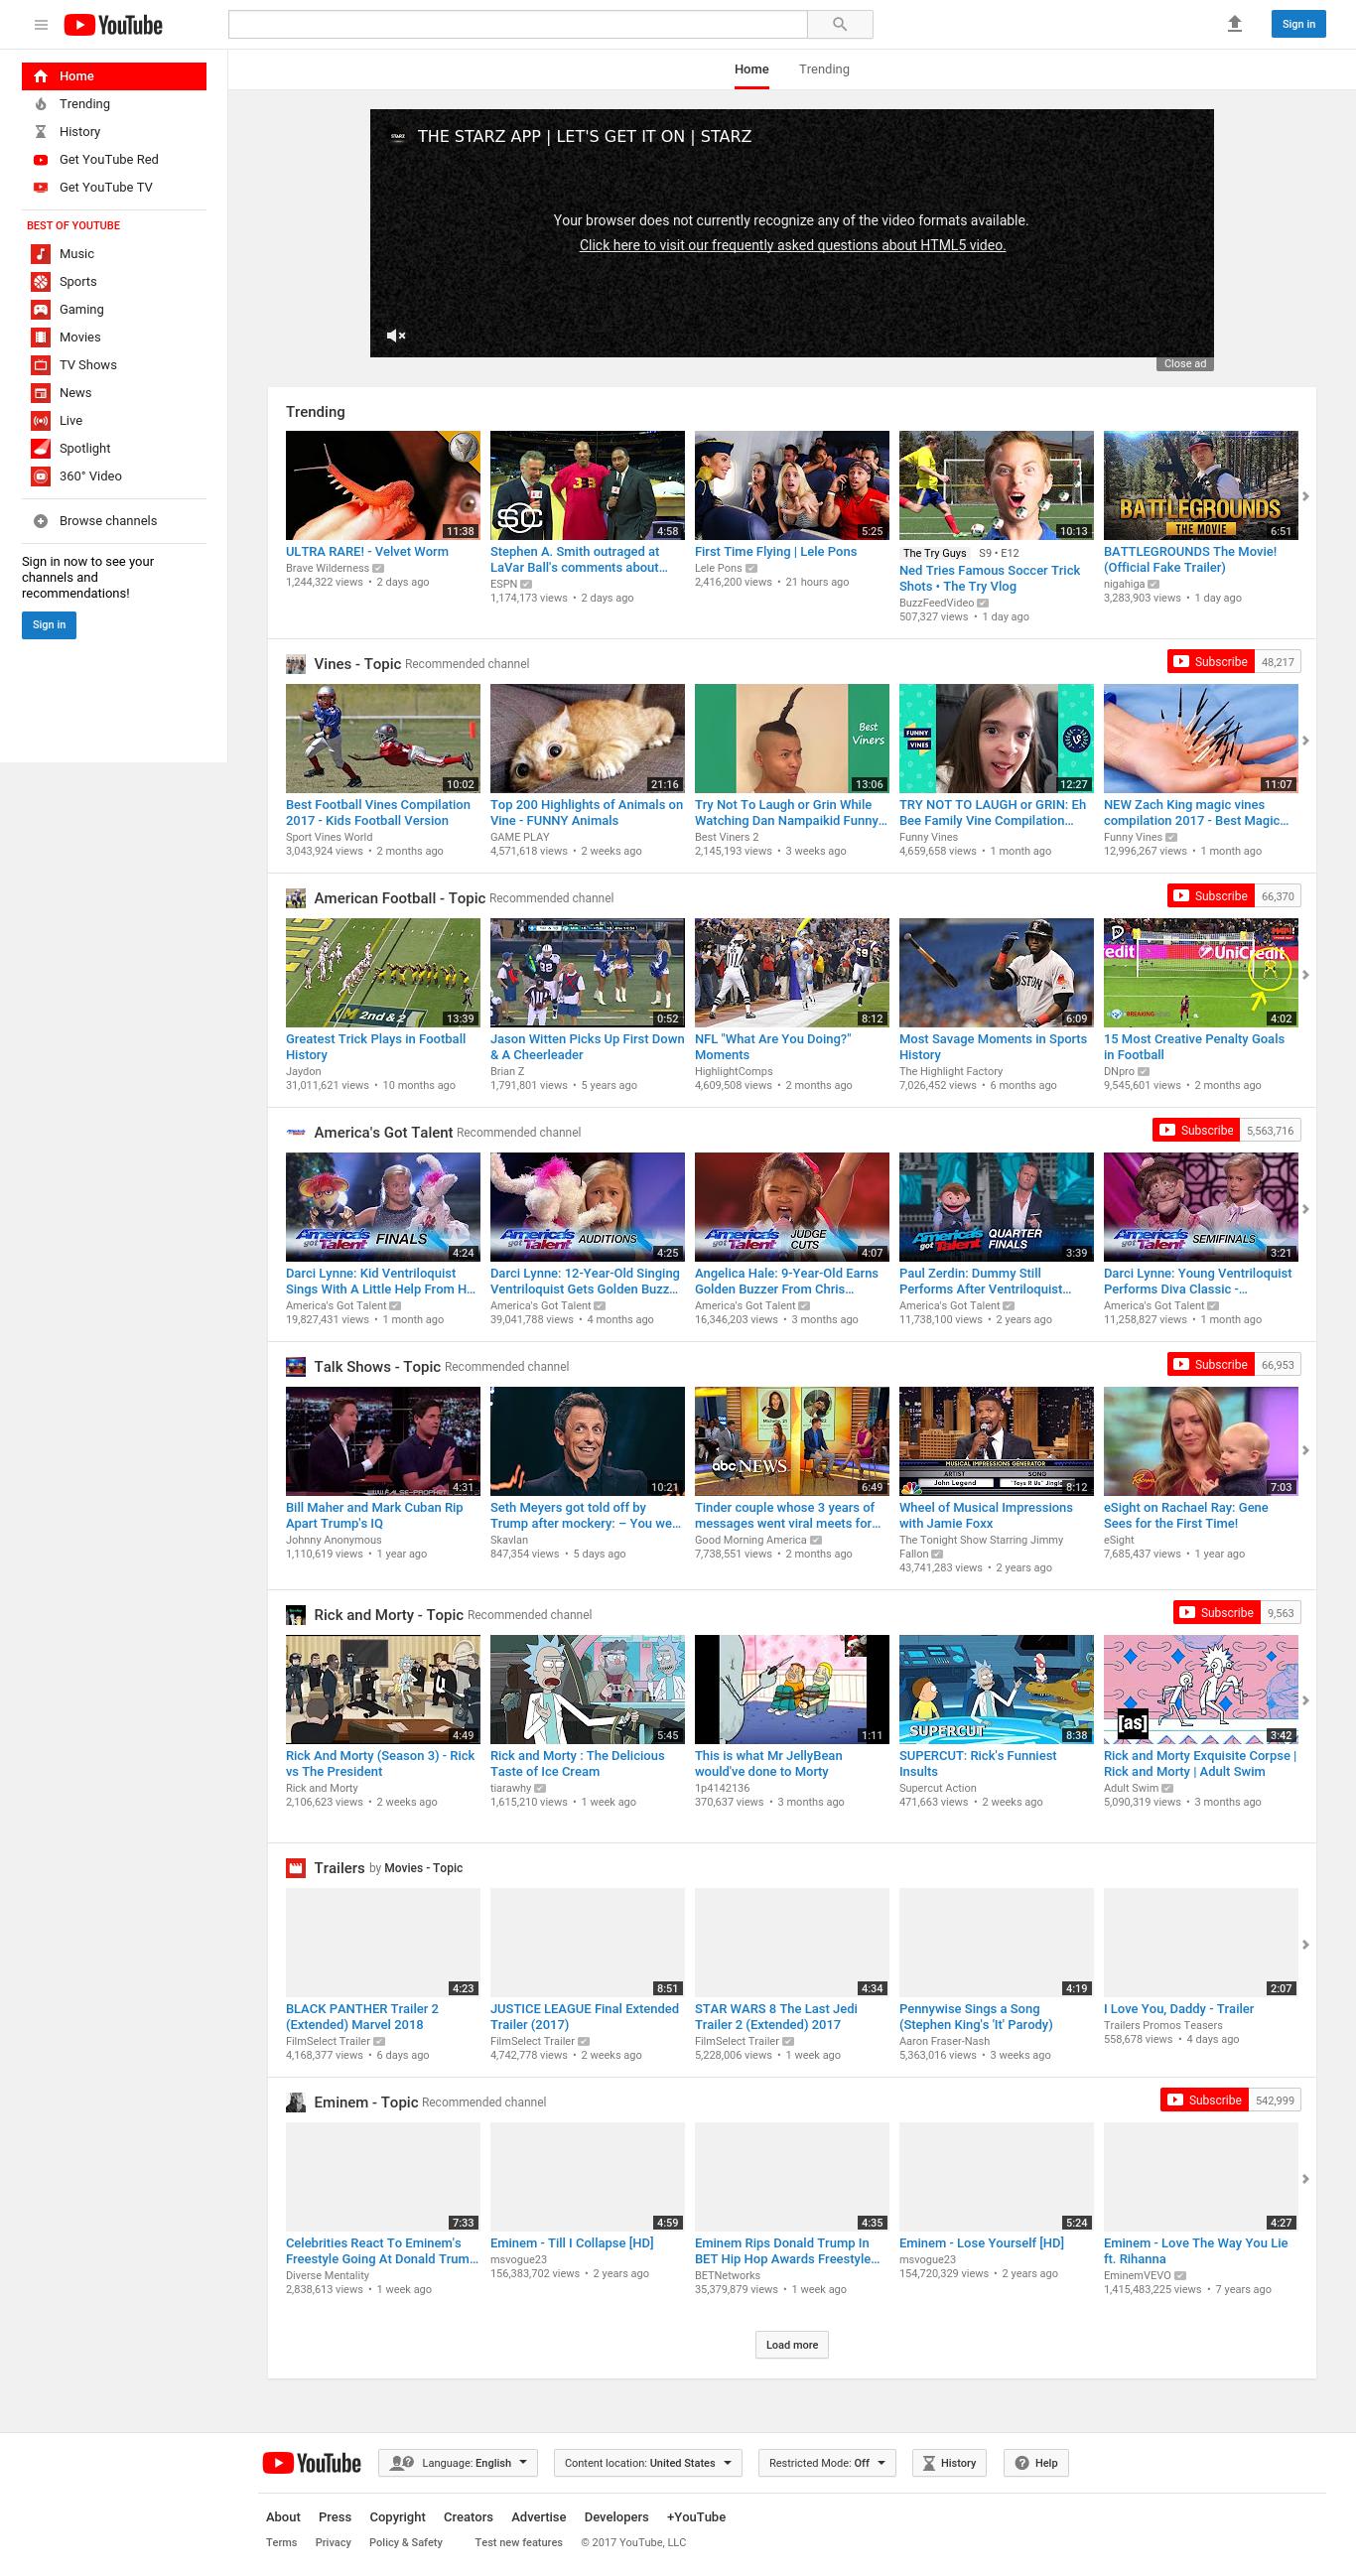 YouTube
Sign in
Home
Trending
History
Get YouTube Red
Get YouTube TV
BEST OF YOUTUBE
Music
Sports
Gaming
Movies
TV Shows
News
Live
Spotlight
360° Video
Browse channels
Sign in now to see your
channels and
recommendations!
Sign in
Home Trending
STARZ THE STARZ APP | LET'S GET IT ON | STARZ
Your browser does not currently recognize any of the video formats available.
Click here to visit our frequently asked questions about HTML5 video.
Close ad
Trending
11:38
ULTRA RARE! - Velvet Worm
Brave Wilderness
1,244,322 views • 2 days ago
SC
4:58
Stephen A. Smith outraged at
LaVar Ball's comments about...
ESPN
1,174,173 views • 2 days ago
5:25
First Time Flying | Lele Pons
Lele Pons
2,416,200 views • 21 hours ago
10:13
The Try Guys S9 • E12
Ned Tries Famous Soccer Trick
Shots • The Try Vlog
BuzzFeedVideo
507,327 views • 1 day ago
BATTLEGROUNDS
THE MOVIE
6:51
BATTLEGROUNDS The Movie!
(Official Fake Trailer)
nigahiga
3,283,903 views • 1 day ago
Vines - Topic Recommended channel
Subscribe 48,217
10:02
Best Football Vines Compilation
2017 - Kids Football Version
Sport Vines World
3,043,924 views • 2 months ago
21:16
Top 200 Highlights of Animals on
Vine - FUNNY Animals
GAME PLAY
4,571,618 views • 2 weeks ago
Best
Viners
13:06
Try Not To Laugh or Grin While
Watching Dan Nampaikid Funny...
Best Viners 2
2,145,193 views • 3 weeks ago
FUNNY
VINES
12:27
TRY NOT TO LAUGH or GRIN: Eh
Bee Family Vine Compilation...
Funny Vines
4,659,658 views • 1 month ago
11:07
NEW Zach King magic vines
compilation 2017 - Best Magic...
Funny Vines
12,996,267 views • 1 month ago
American Football - Topic Recommended channel
Subscribe 66,370
2nd & 2
13:39
Greatest Trick Plays in Football
History
Jaydon
31,011,621 views • 10 months ago
82
0:52
Jason Witten Picks Up First Down
& A Cheerleader
Brian Z
1,791,801 views • 5 years ago
59
8:12
NFL "What Are You Doing?"
Moments
HighlightComps
4,609,508 views • 2 months ago
BOSTON
6:09
Most Savage Moments in Sports
History
The Highlight Factory
7,026,452 views • 6 months ago
edit
UniCredit
4:02
15 Most Creative Penalty Goals
in Football
DNpro
9,545,601 views • 2 months ago
America's Got Talent Recommended channel
Subscribe 5,563,716
America's got Talent FINALS
4:24
Darci Lynne: Kid Ventriloquist
Sings With A Little Help From H...
America's Got Talent
19,827,431 views • 1 month ago
America's got Talent AUDITIONS
4:25
Darci Lynne: 12-Year-Old Singing
Ventriloquist Gets Golden Buzz...
America's Got Talent
39,041,788 views • 4 months ago
America's got Talent JUDGE CUTS
4:07
Angelica Hale: 9-Year-Old Earns
Golden Buzzer From Chris...
America's Got Talent
16,346,203 views • 3 months ago
America's got Talent QUARTER FINALS
3:39
Paul Zerdin: Dummy Still
Performs After Ventriloquist...
America's Got Talent
11,738,100 views • 2 years ago
America's got Talent SEMIFINALS
3:21
Darci Lynne: Young Ventriloquist
Performs Diva Classic -...
America's Got Talent
11,258,827 views • 1 month ago
Talk Shows - Topic Recommended channel
Subscribe 66,953
4:31
Bill Maher and Mark Cuban Rip
Apart Trump's IQ
Johnny Anonymous
1,110,619 views • 1 year ago
10:21
Seth Meyers got told off by
Trump after mockery: – You we...
Skavlan
847,354 views • 5 days ago
abc NEWS
6:49
Tinder couple whose 3 years of
messages went viral meets for...
Good Morning America
7,738,551 views • 2 months ago
MUSICAL IMPRESSIONS GENERATOR
ARTIST SONG
John Legend "Toys R Us" Jingle
8:12
Wheel of Musical Impressions
with Jamie Foxx
The Tonight Show Starring Jimmy
Fallon
43,741,283 views • 2 years ago
7:03
eSight on Rachael Ray: Gene
Sees for the First Time!
eSight
7,685,437 views • 1 year ago
Rick and Morty - Topic Recommended channel
Subscribe 9,563
4:49
Rick And Morty (Season 3) - Rick
vs The President
Rick and Morty
2,106,623 views • 2 weeks ago
5:45
Rick and Morty : The Delicious
Taste of Ice Cream
tiarawhy
1,615,210 views • 1 week ago
1:11
This is what Mr JellyBean
would've done to Morty
1p4142136
370,637 views • 3 months ago
SUPERCUT
8:38
SUPERCUT: Rick's Funniest
Insults
Supercut Action
471,663 views • 2 weeks ago
[as]
3:42
Rick and Morty Exquisite Corpse |
Rick and Morty | Adult Swim
Adult Swim
5,090,319 views • 3 months ago
Trailers by Movies - Topic
4:23
BLACK PANTHER Trailer 2
(Extended) Marvel 2018
FilmSelect Trailer
4,168,377 views • 6 days ago
8:51
JUSTICE LEAGUE Final Extended
Trailer (2017)
FilmSelect Trailer
4,742,778 views • 2 weeks ago
4:34
STAR WARS 8 The Last Jedi
Trailer 2 (Extended) 2017
FilmSelect Trailer
5,228,006 views • 1 week ago
4:19
Pennywise Sings a Song
(Stephen King's 'It' Parody)
Aaron Fraser-Nash
5,363,016 views • 3 weeks ago
2:07
I Love You, Daddy - Trailer
Trailers Promos Teasers
558,678 views • 4 days ago
Eminem - Topic Recommended channel
Subscribe 542,999
7:33
Celebrities React To Eminem's
Freestyle Going At Donald Trum...
Diverse Mentality
2,838,613 views • 1 week ago
4:59
Eminem - Till I Collapse [HD]
msvogue23
156,383,702 views • 2 years ago
4:35
Eminem Rips Donald Trump In
BET Hip Hop Awards Freestyle...
BETNetworks
35,379,879 views • 1 week ago
5:24
Eminem - Lose Yourself [HD]
msvogue23
154,720,329 views • 2 years ago
4:27
Eminem - Love The Way You Lie
ft. Rihanna
EminemVEVO
1,415,483,225 views • 7 years ago
Load more
YouTube Language: English Content location: United States Restricted Mode: Off History Help
About Press Copyright Creators Advertise Developers +YouTube
Terms Privacy Policy & Safety Test new features © 2017 YouTube, LLC